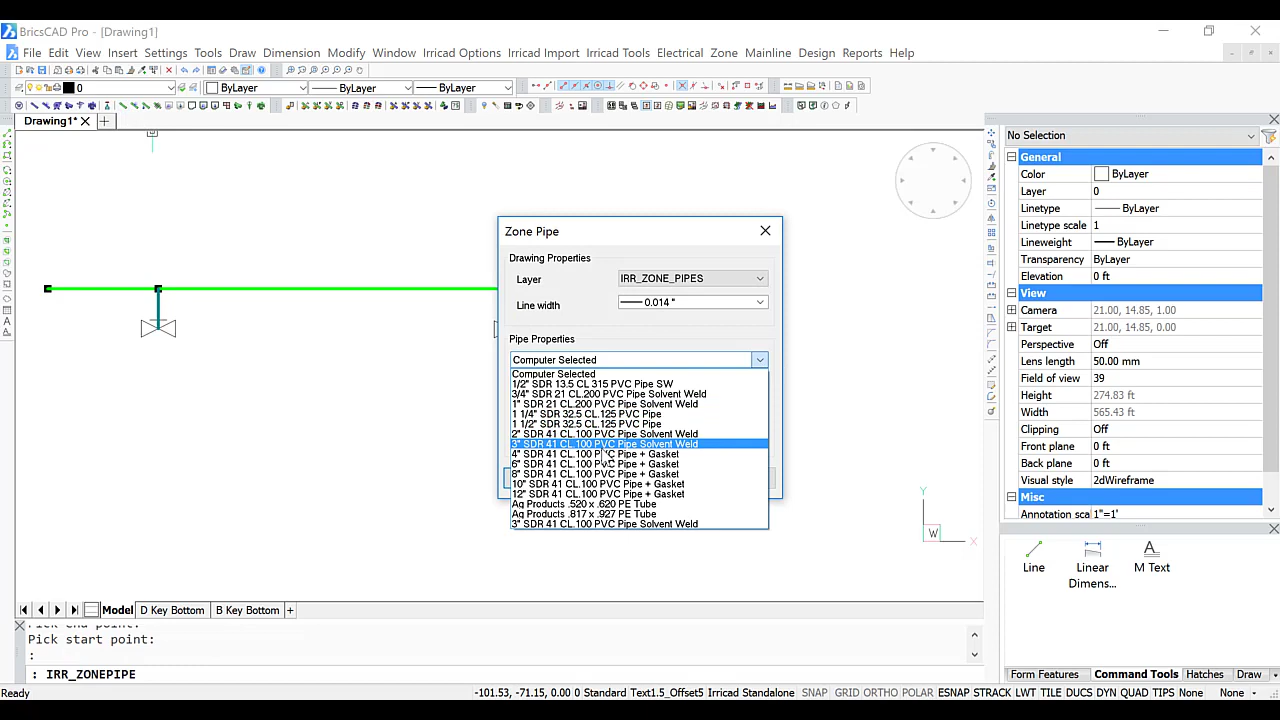 BricsCAD Pro - [Drawing1]
File Edit View Insert Settings Tools Draw Dimension Modify Window Irricad Options Irricad Import Irricad Tools Electrical Zone Mainline Design Reports Help
0 ByLayer ByLayer ByLayer
Drawing1*
No Selection
General
Color ByLayer
Layer 0
Linetype ByLayer
Linetype scale 1
Lineweight ByLayer
Transparency ByLayer
Elevation 0 ft
View
Camera 21.00, 14.85, 1.00
Target 21.00, 14.85, 0.00
Perspective Off
Lens length 50.00 mm
Field of view 39
Height 274.83 ft
Width 565.43 ft
Clipping Off
Front plane 0 ft
Back plane 0 ft
Visual style 2dWireframe
Misc
Annotation sca 1"=1'
Zone Pipe
Drawing Properties
Layer IRR_ZONE_PIPES
Line width 0.014 "
Pipe Properties
Computer Selected
Computer Selected
1/2" SDR 13.5 CL 315 PVC Pipe SW
3/4" SDR 21 CL.200 PVC Pipe Solvent Weld
1" SDR 21 CL.200 PVC Pipe Solvent Weld
1 1/4" SDR 32.5 CL.125 PVC Pipe
1 1/2" SDR 32.5 CL.125 PVC Pipe
2" SDR 41 CL.100 PVC Pipe Solvent Weld
3" SDR 41 CL.100 PVC Pipe Solvent Weld
4" SDR 41 CL.100 PVC Pipe + Gasket
6" SDR 41 CL.100 PVC Pipe + Gasket
8" SDR 41 CL.100 PVC Pipe + Gasket
10" SDR 41 CL.100 PVC Pipe + Gasket
12" SDR 41 CL.100 PVC Pipe + Gasket
Ag Products .520 x .620 PE Tube
Ag Products .817 x .927 PE Tube
3" SDR 41 CL.100 PVC Pipe Solvent Weld
Y
W X
Line Linear Dimens... M Text
Model D Key Bottom B Key Bottom +
Pick end point:
Pick start point:
:
: IRR_ZONEPIPE
Form Features Command Tools Hatches Draw
Ready -101.53, -71.15, 0.00 0 Standard Text1.5_Offset5 Irricad Standalone SNAP GRID ORTHO POLAR ESNAP STRACK LWT TILE DUCS DYN QUAD TIPS None None